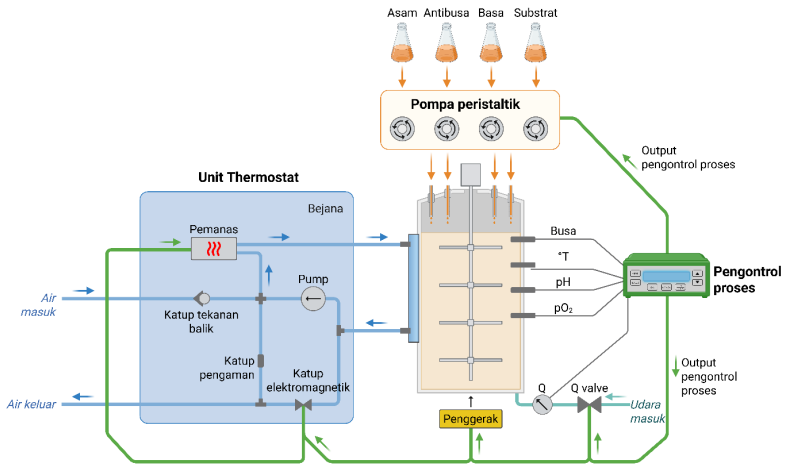 Asam
Antibusa
Basa
Substrat
Pompa peristaltik
Output
pengontrol proses
Unit Thermostat
Bejana
Pemanas
Busa
°T
pH
pO₂
Pengontrol
proses
Pump
Air
masuk
Katup tekanan
balik
Katup
pengaman
Katup
elektromagnetik
Air keluar
Q
Q valve
Udara
masuk
Penggerak
Output
pengontrol
proses